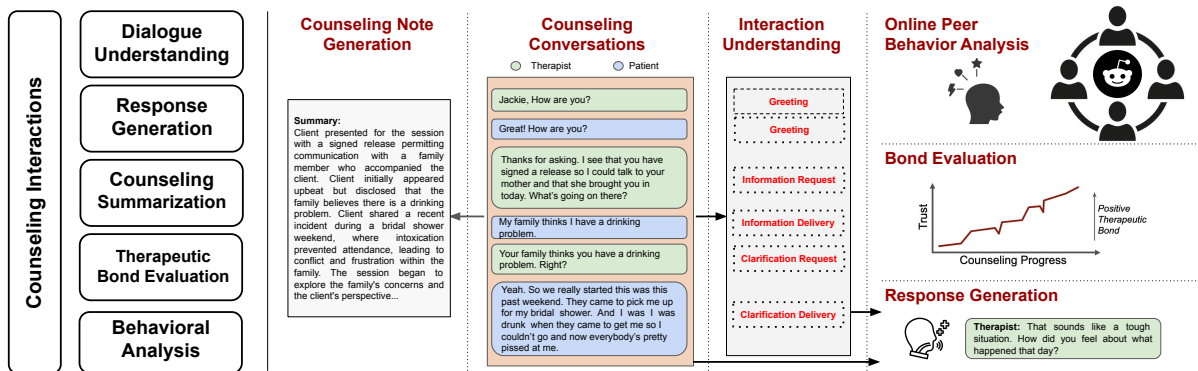 Counseling Interactions
Dialogue
Understanding
Response
Generation
Counseling
Summarization
Therapeutic
Bond Evaluation
Behavioral
Analysis
Counseling Note
Generation
Summary:
Client presented for the session
with a signed release permitting
communication with a family
member who accompanied the
client. Client initially appeared
upbeat but disclosed that the
family believes there is a drinking
problem. Client shared a recent
incident during a bridal shower
weekend, where intoxication
prevented attendance, leading to
conflict and frustration within the
family. The session began to
explore the family's concerns and
the client's perspective...
Counseling
Conversations
Therapist
Patient
Jackie, How are you?
Great! How are you?
Thanks for asking. I see that you have
signed a release so I could talk to your
mother and that she brought you in
today. What's going on there?
My family thinks I have a drinking
problem.
Your family thinks you have a drinking
problem. Right?
Yeah. So we really started this was this
past weekend. They came to pick me up
for my bridal shower. And I was I was
drunk when they came to get me so I
couldn't go and now everybody's pretty
pissed at me.
Interaction
Understanding
Greeting
Greeting
Information Request
Information Delivery
Clarification Request
Clarification Delivery
Online Peer
Behavior Analysis
Bond Evaluation
Trust
Counseling Progress
Positive
Therapeutic
Bond
Response Generation
Therapist: That sounds like a tough
situation. How did you feel about what
happened that day?